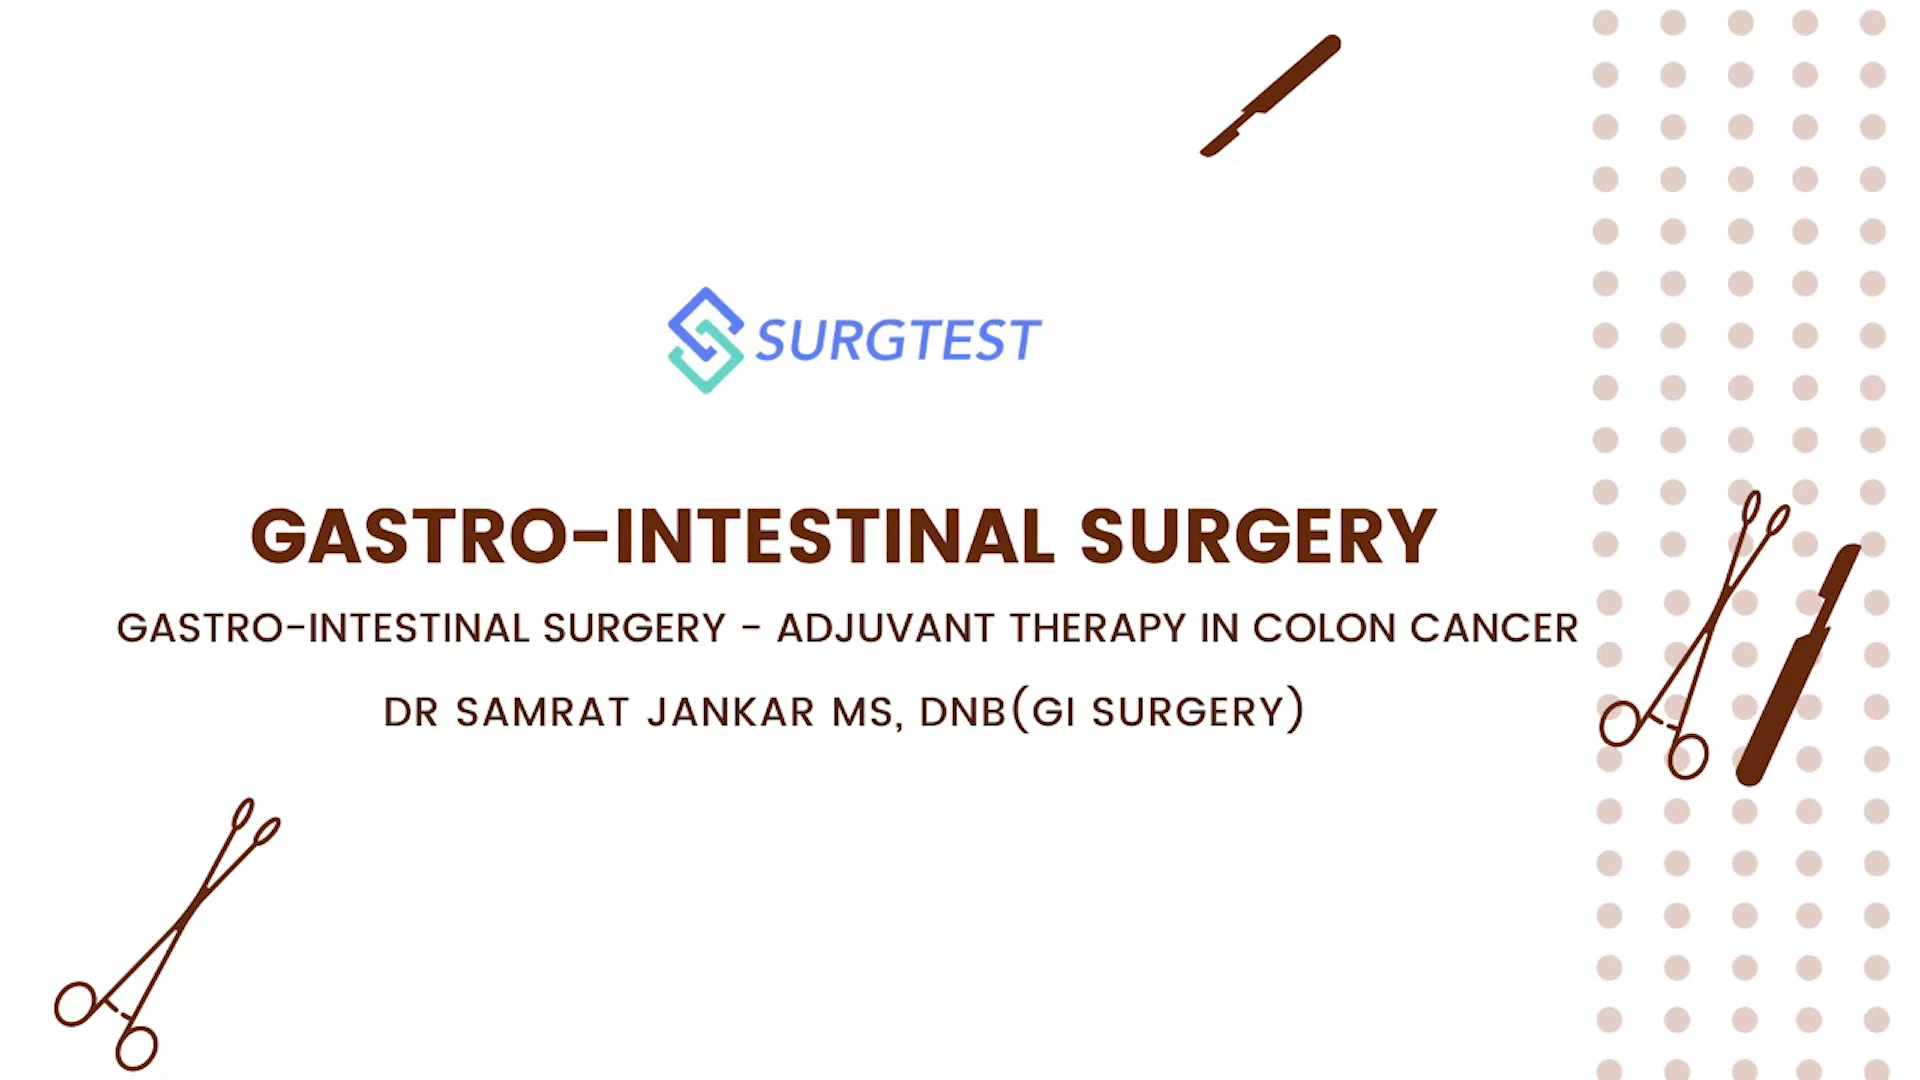 SURGTEST
GASTRO-INTESTINAL SURGERY
GASTRO-INTESTINAL SURGERY - ADJUVANT THERAPY IN COLON CANCER
DR SAMRAT JANKAR MS, DNB(GI SURGERY)